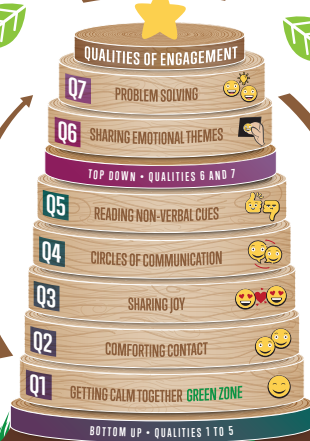 QUALITIES OF ENGAGEMENT
Q7 PROBLEM SOLVING
Q6 SHARING EMOTIONAL THEMES
TOP DOWN • QUALITIES 6 AND 7
Q5 READING NON-VERBAL CUES
Q4 CIRCLES OF COMMUNICATION
Q3 SHARING JOY
Q2 COMFORTING CONTACT
Q1 GETTING CALM TOGETHER GREEN ZONE
BOTTOM UP • QUALITIES 1 TO 5